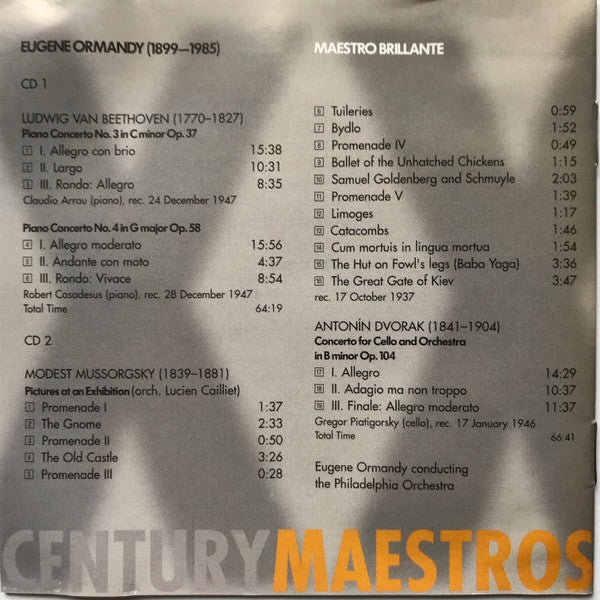 EUGENE ORMANDY (1899—1985)
CD 1
LUDWIG VAN BEETHOVEN (1770–1827)
Piano Concerto No. 3 in C minor Op. 37
1 I. Allegro con brio 15:38
2 II. Largo 10:31
3 III. Rondo: Allegro 8:35
Claudio Arrau (piano), rec. 24 December 1947
Piano Concerto No. 4 in G major Op. 58
4 I. Allegro moderato 15:56
5 II. Andante con moto 4:37
6 III. Rondo: Vivace 8:54
Robert Casadesus (piano), rec. 28 December 1947
Total Time 64:19
CD 2
MODEST MUSSORGSKY (1839–1881)
Pictures at an Exhibition (orch. Lucien Cailliet)
1 Promenade I 1:37
2 The Gnome 2:33
3 Promenade II 0:50
4 The Old Castle 3:26
5 Promenade III 0:28
MAESTRO BRILLANTE
6 Tuileries 0:59
7 Bydlo 1:52
8 Promenade IV 0:49
9 Ballet of the Unhatched Chickens 1:15
10 Samuel Goldenberg and Schmuyle 2:03
11 Promenade V 1:39
12 Limoges 1:17
13 Catacombs 1:46
14 Cum mortuis in lingua mortua 1:54
15 The Hut on Fowl's legs (Baba Yaga) 3:36
16 The Great Gate of Kiev 3:47
rec. 17 October 1937
ANTONÍN DVORAK (1841–1904)
Concerto for Cello and Orchestra
in B minor Op. 104
17 I. Allegro 14:29
18 II. Adagio ma non troppo 10:37
19 III. Finale: Allegro moderato 11:37
Gregor Piatigorsky (cello), rec. 17 January 1946
Total Time 66:41
Eugene Ormandy conducting
the Philadelphia Orchestra
CENTURYMAESTROS